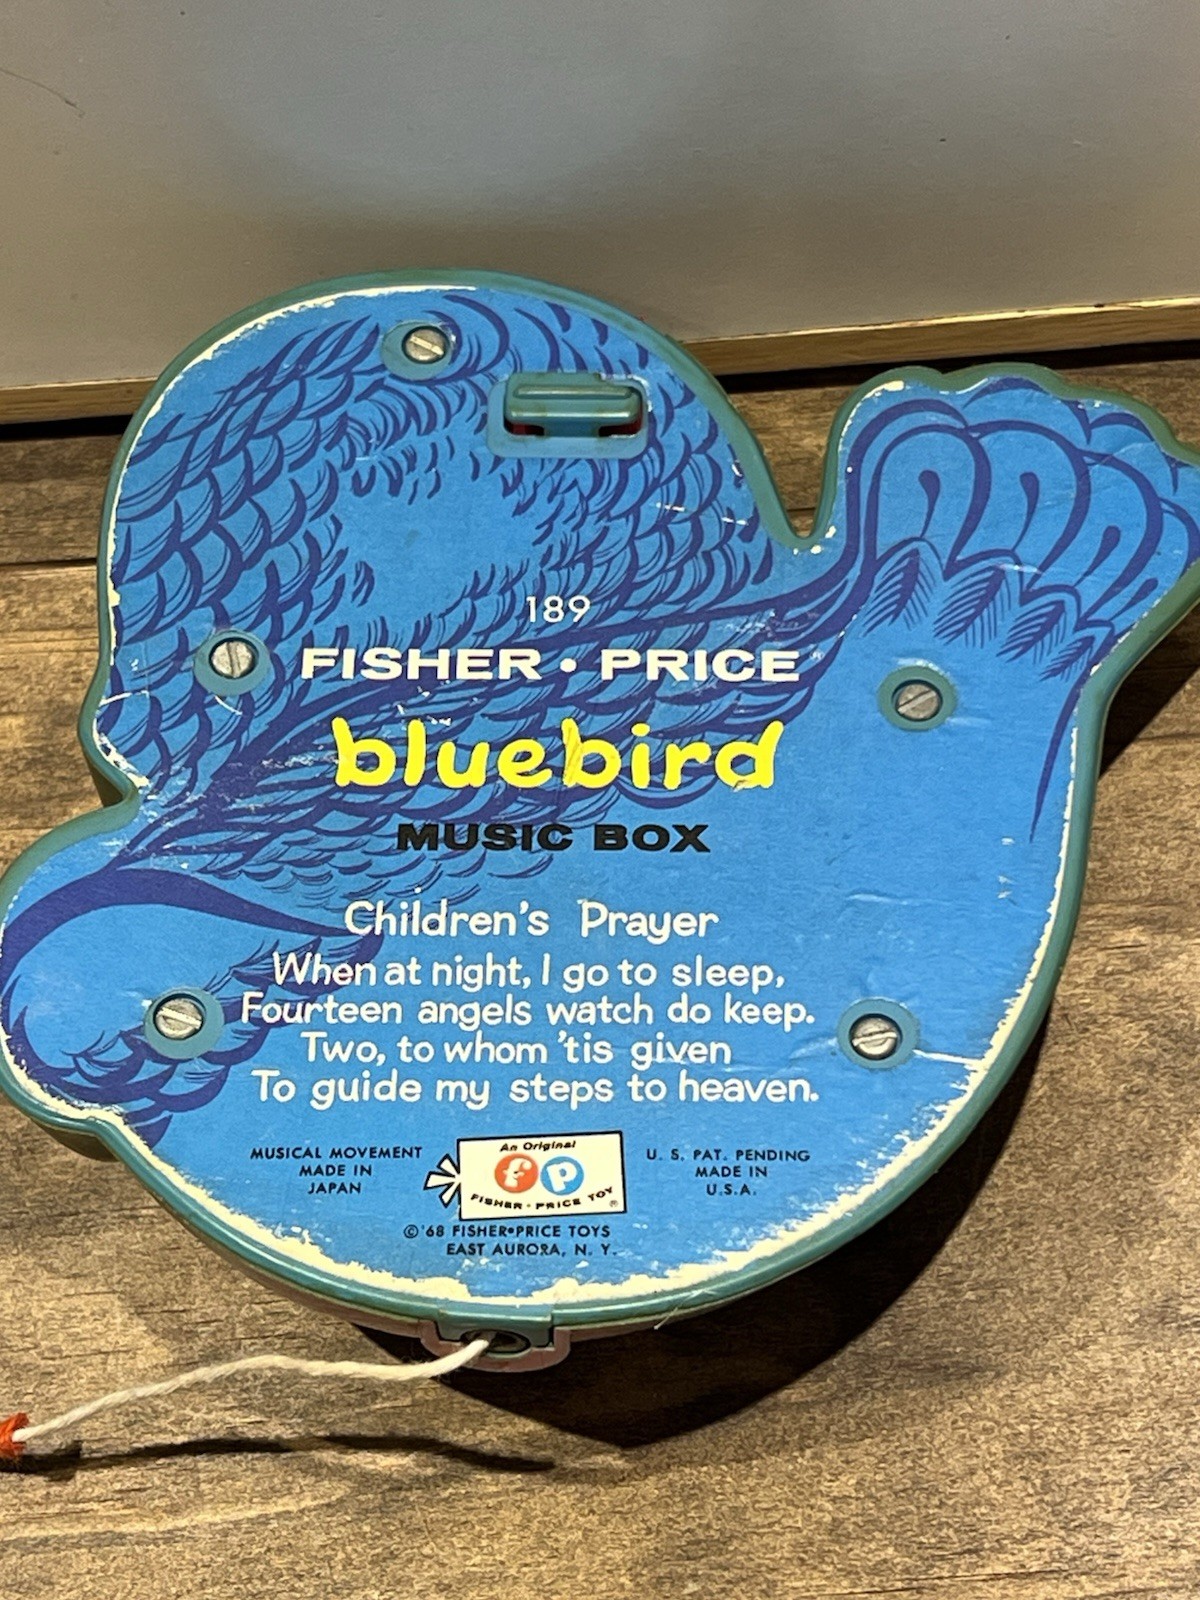 189
FISHER • PRICE®
bluebird
MUSIC BOX
Children's Prayer
When at night, I go to sleep,
Fourteen angels watch do keep.
Two, to whom 'tis given
To guide my steps to heaven.
MUSICAL MOVEMENT
MADE IN
JAPAN
An Original
fp
FISHER • PRICE TOY ®
U. S. PAT. PENDING
MADE IN
U.S.A.
© '68 FISHER•PRICE TOYS
EAST AURORA, N. Y.